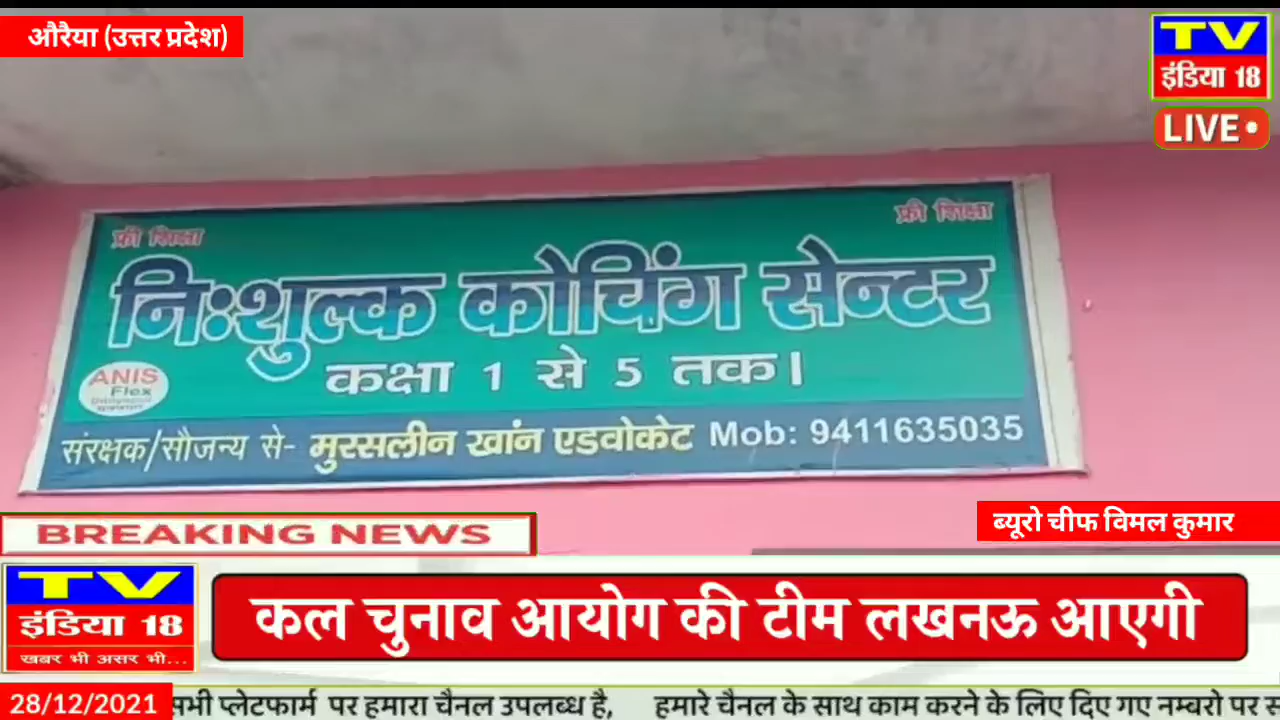 औरैया (उत्तर प्रदेश)
TV
इंडिया 18
LIVE
फ्री शिक्षा
फ्री शिक्षा
निःशुल्क कोचिंग सेन्टर
कक्षा 1 से 5 तक।
ANIS
Flex
संरक्षक/सौजन्य से- मुरसलीन खांन एडवोकेट Mob: 9411635035
BREAKING NEWS
ब्यूरो चीफ विमल कुमार
TV
इंडिया 18
खबर भी असर भी...
कल चुनाव आयोग की टीम लखनऊ आएगी
28/12/2021
सभी प्लेटफार्म पर हमारा चैनल उपलब्ध है, हमारे चैनल के साथ काम करने के लिए दिए गए नम्बरो पर